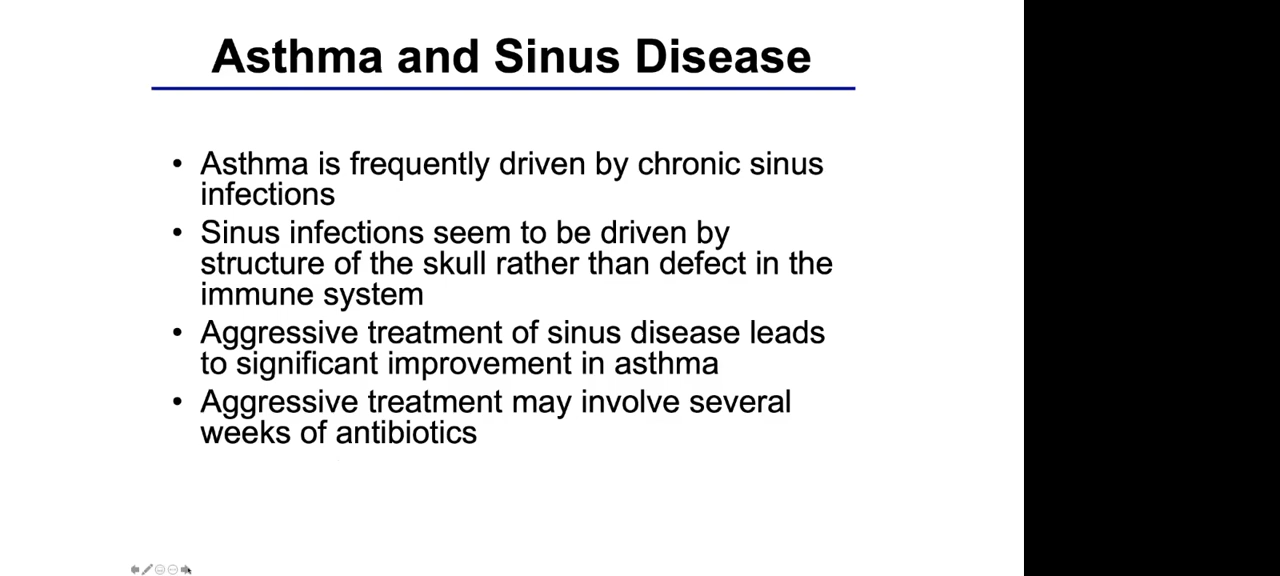 Asthma and Sinus Disease
• Asthma is frequently driven by chronic sinus
infections
• Sinus infections seem to be driven by
structure of the skull rather than defect in the
immune system
• Aggressive treatment of sinus disease leads
to significant improvement in asthma
• Aggressive treatment may involve several
weeks of antibiotics